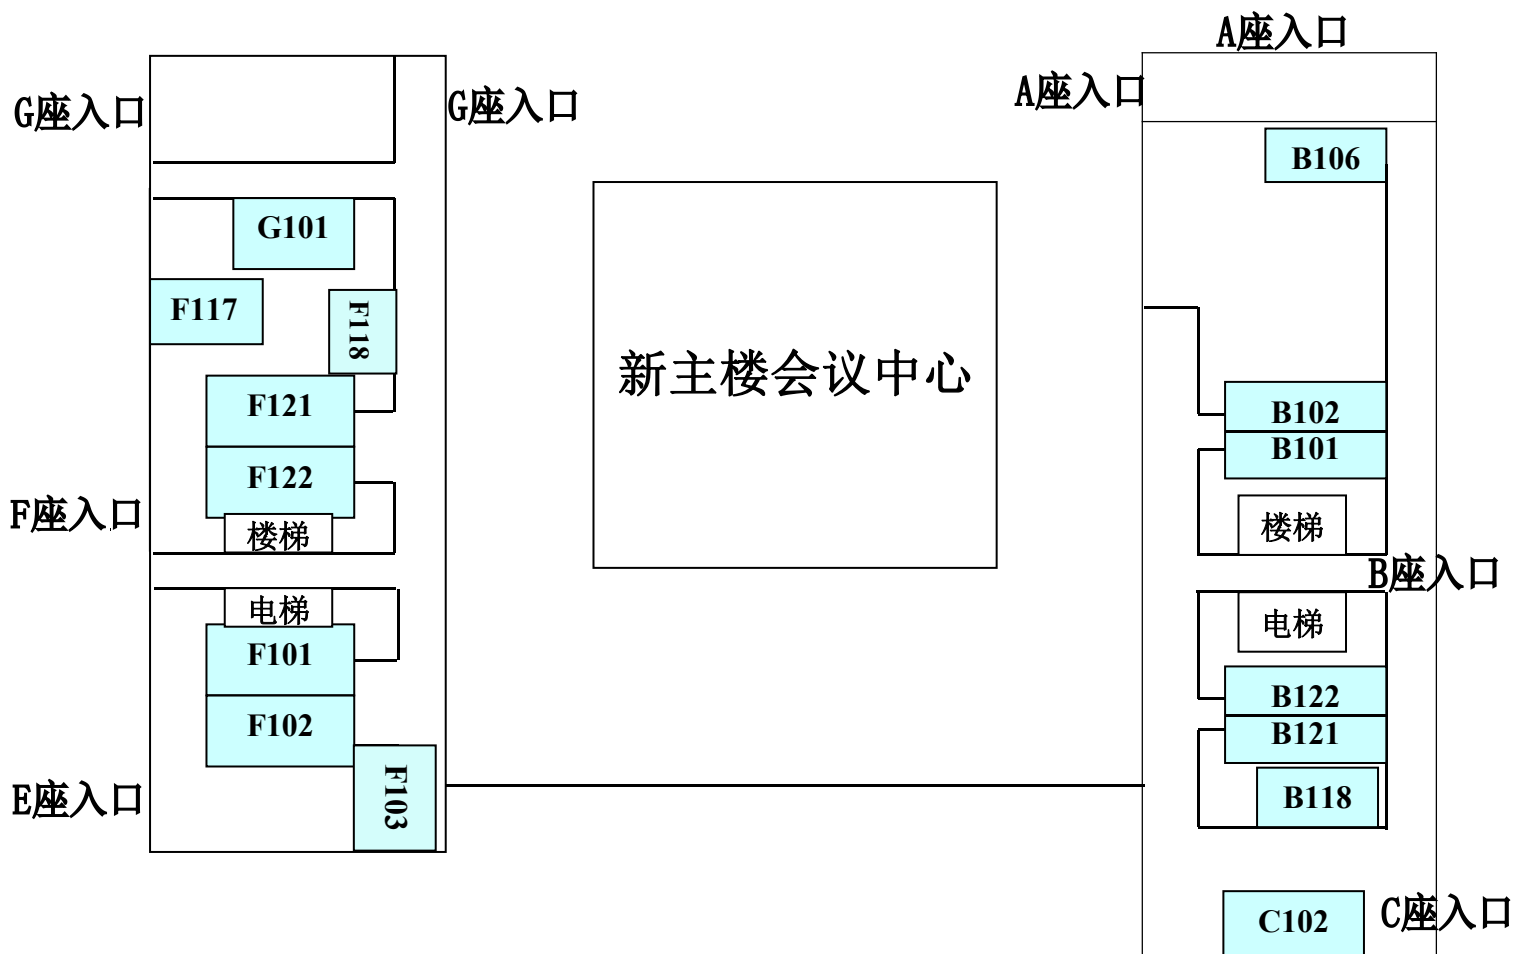 A座入口
A座入口
G座入口
G座入口
B106
G101
F117
F118
新主楼会议中心
F121
B102
B101
F122
F座入口
楼梯
楼梯
B座入口
电梯
电梯
F101
B122
F102
B121
E座入口
F103
B118
C102
C座入口